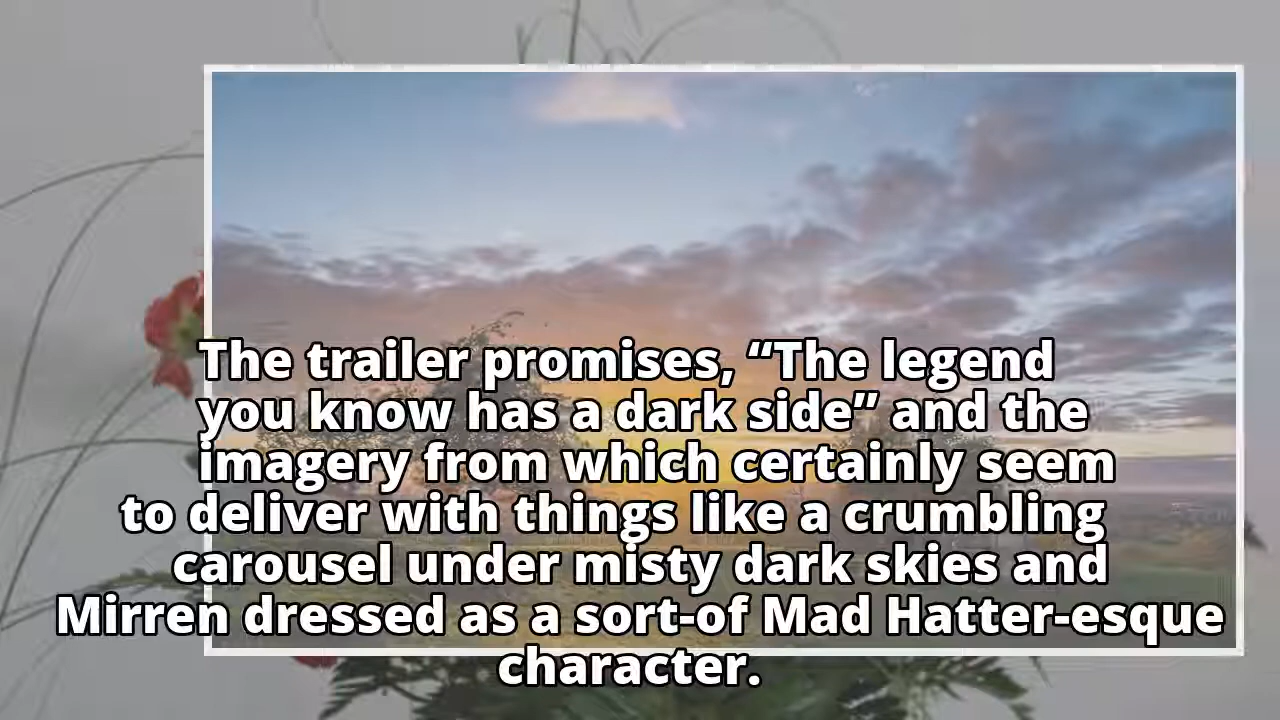 The trailer promises, “The legend
you know has a dark side” and the
imagery from which certainly seem
to deliver with things like a crumbling
carousel under misty dark skies and
Mirren dressed as a sort-of Mad Hatter-esque
character.